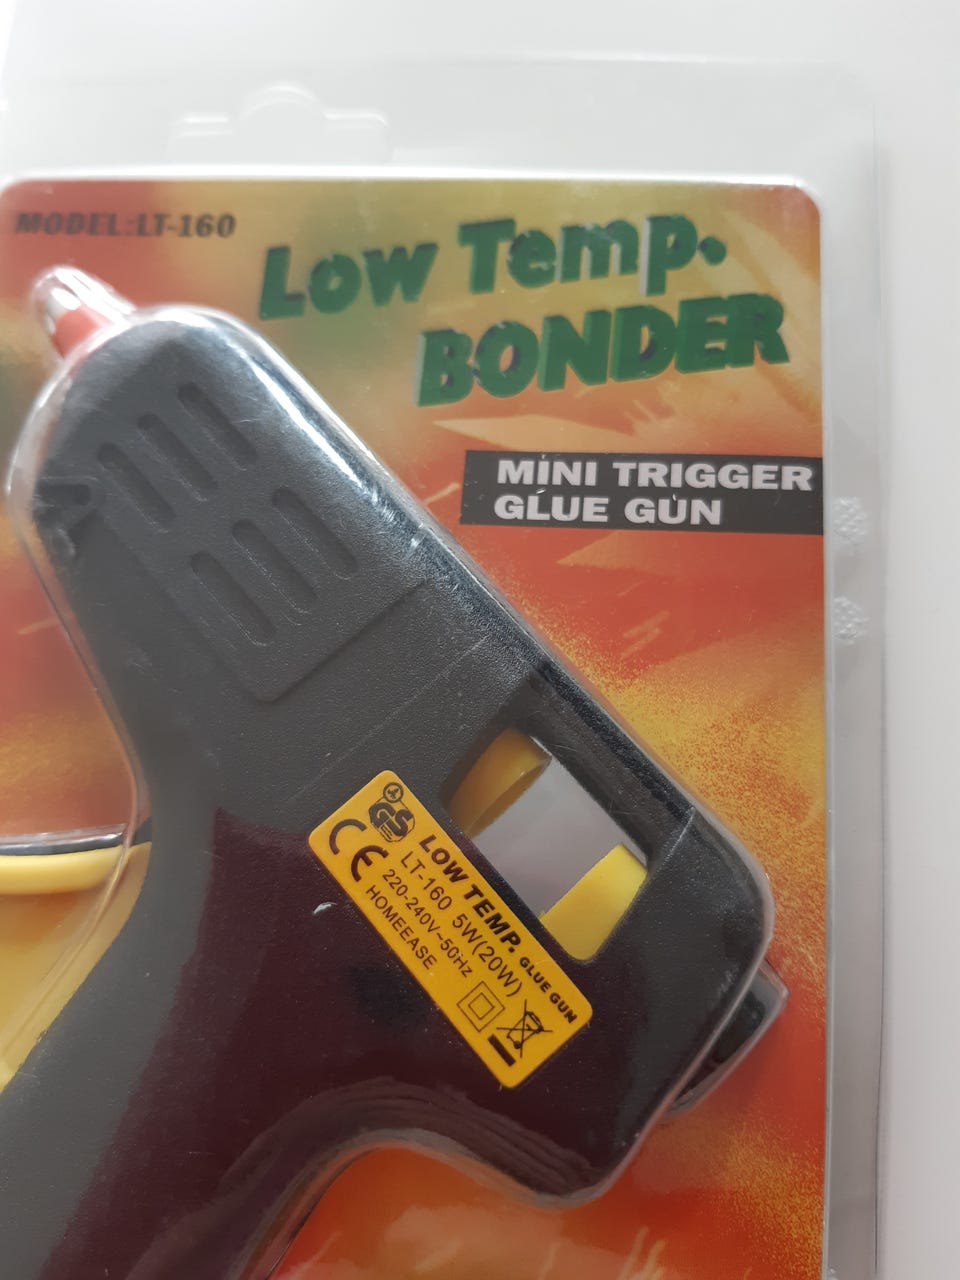 MODEL:LT-160
Low Temp.
BONDER
MINI TRIGGER
GLUE GUN
GS
CE
LOW TEMP. GLUE GUN
LT-160 5W(20W)
220-240V~50Hz
HOMEEASE